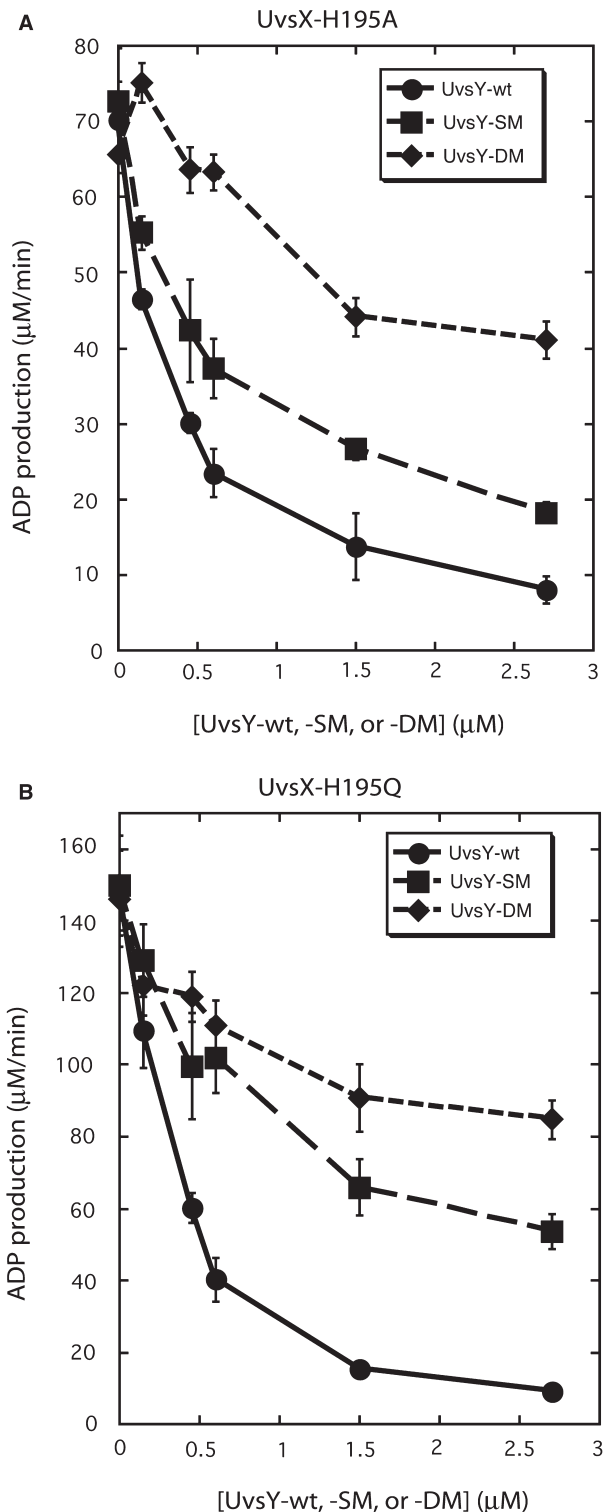 A
UvsX-H195A
80
70
60
50
40
30
20
10
0
ADP production (μM/min)
UvsY-wt
UvsY-SM
UvsY-DM
0 0.5 1 1.5 2 2.5 3
[UvsY-wt, -SM, or -DM] (μM)
B
UvsX-H195Q
160
140
120
100
80
60
40
20
0
ADP production (μM/min)
UvsY-wt
UvsY-SM
UvsY-DM
0 0.5 1 1.5 2 2.5 3
[UvsY-wt, -SM, or -DM] (μM)